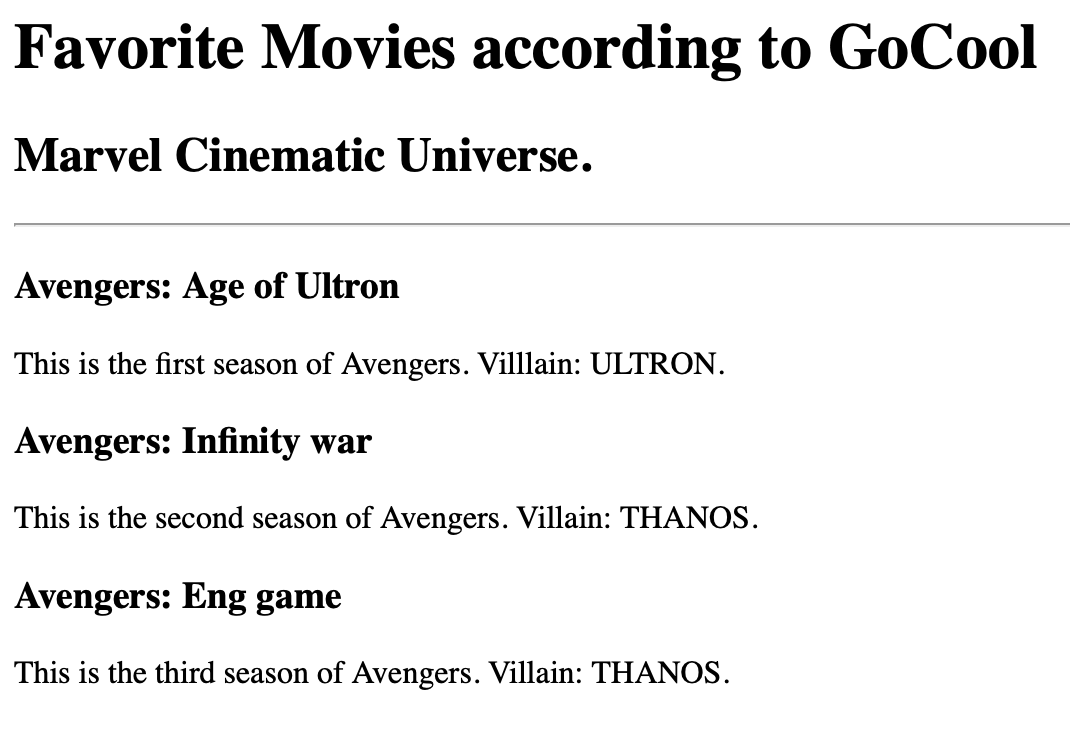 Favorite Movies according to GoCool
Marvel Cinematic Universe.
Avengers: Age of Ultron
This is the first season of Avengers. Villlain: ULTRON.
Avengers: Infinity war
This is the second season of Avengers. Villain: THANOS.
Avengers: Eng game
This is the third season of Avengers. Villain: THANOS.